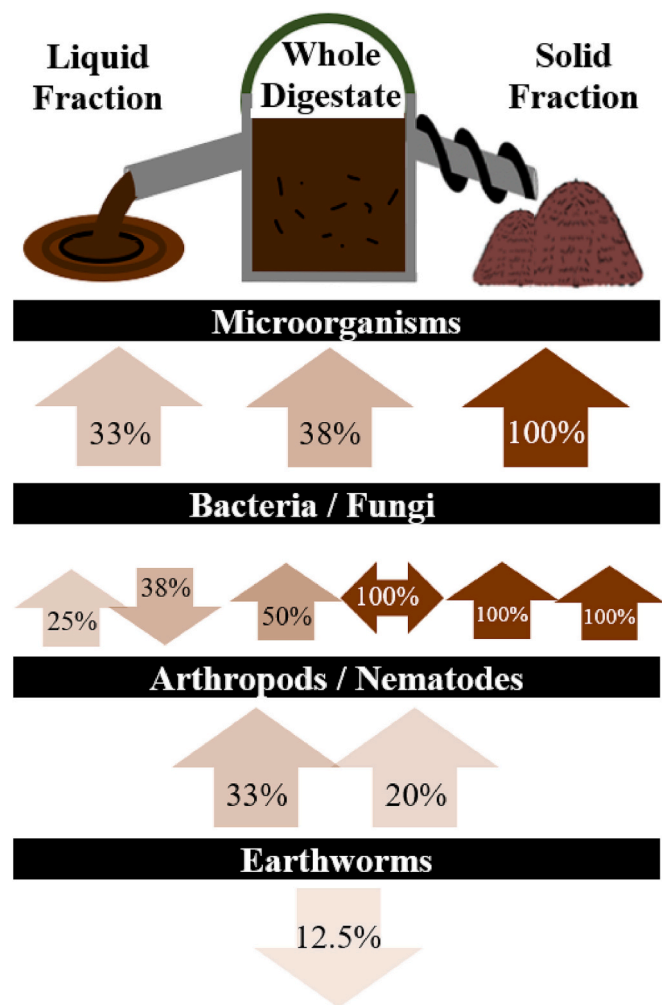 Liquid
Fraction
Whole
Digestate
Solid
Fraction
Microorganisms
33% 38% 100%
Bacteria / Fungi
25% 38% 50% 100% 100% 100%
Arthropods / Nematodes
33% 20%
Earthworms
12.5%